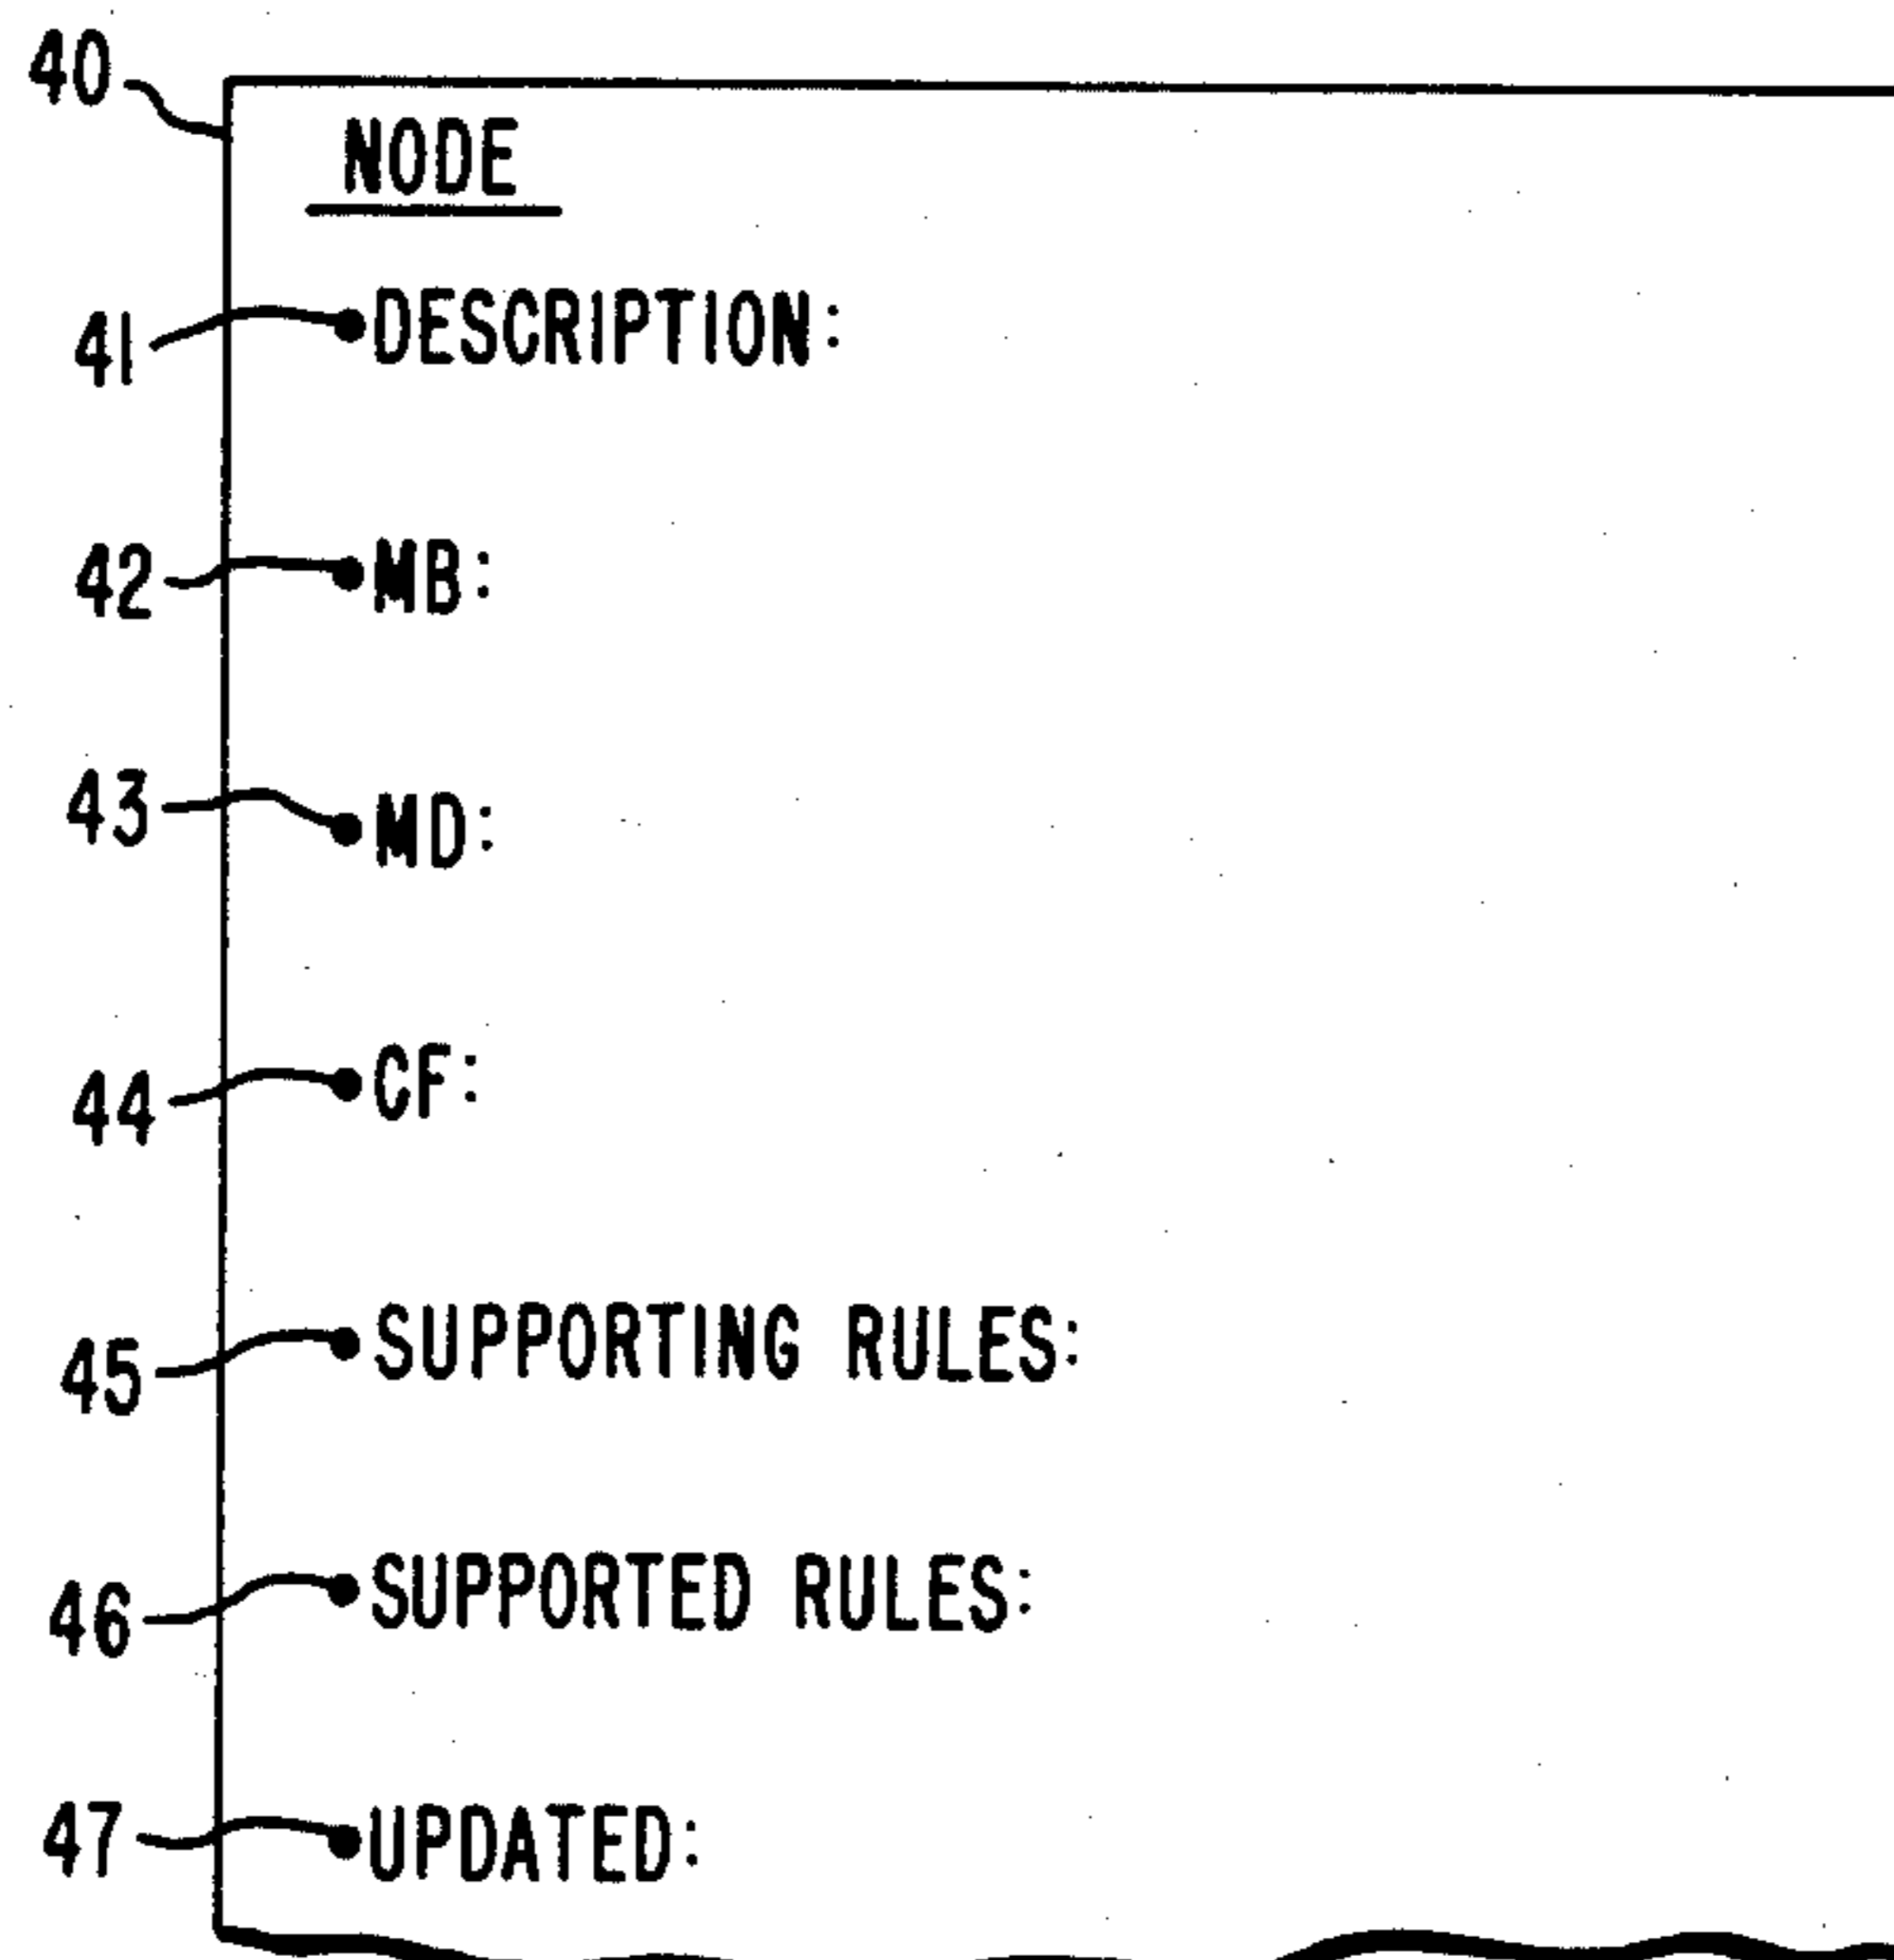 40
NODE
41 DESCRIPTION:
42 MB:
43 MD:
44 CF:
45 SUPPORTING RULES:
46 SUPPORTED RULES:
47 UPDATED: